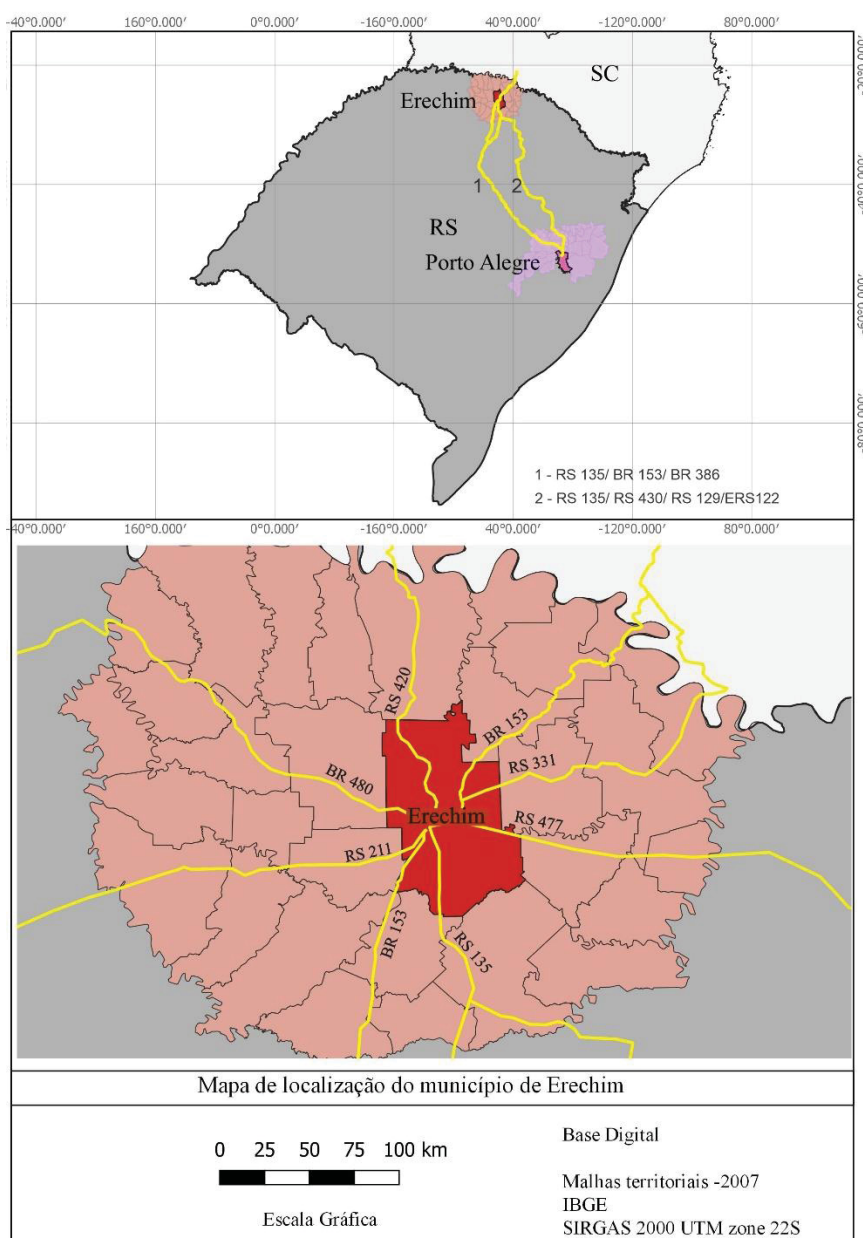 -40°0.000′ 160°0.000′ 0°0.000′ -160°0.000′ 40°0.000′ -120°0.000′ 80°0.000′
SC
Erechim
1 2
RS
Porto Alegre
1 - RS 135/ BR 153/ BR 386
2 - RS 135/ RS 430/ RS 129/ERS122
-40°0.000′ 160°0.000′ 0°0.000′ -160°0.000′ 40°0.000′ -120°0.000′ 80°0.000′
RS 420
BR 153
RS 331
BR 480
Erechim
RS 477
RS 211
BR 153
RS 135
Mapa de localização do município de Erechim
0 25 50 75 100 km
Escala Gráfica
Base Digital
Malhas territoriais -2007
IBGE
SIRGAS 2000 UTM zone 22S